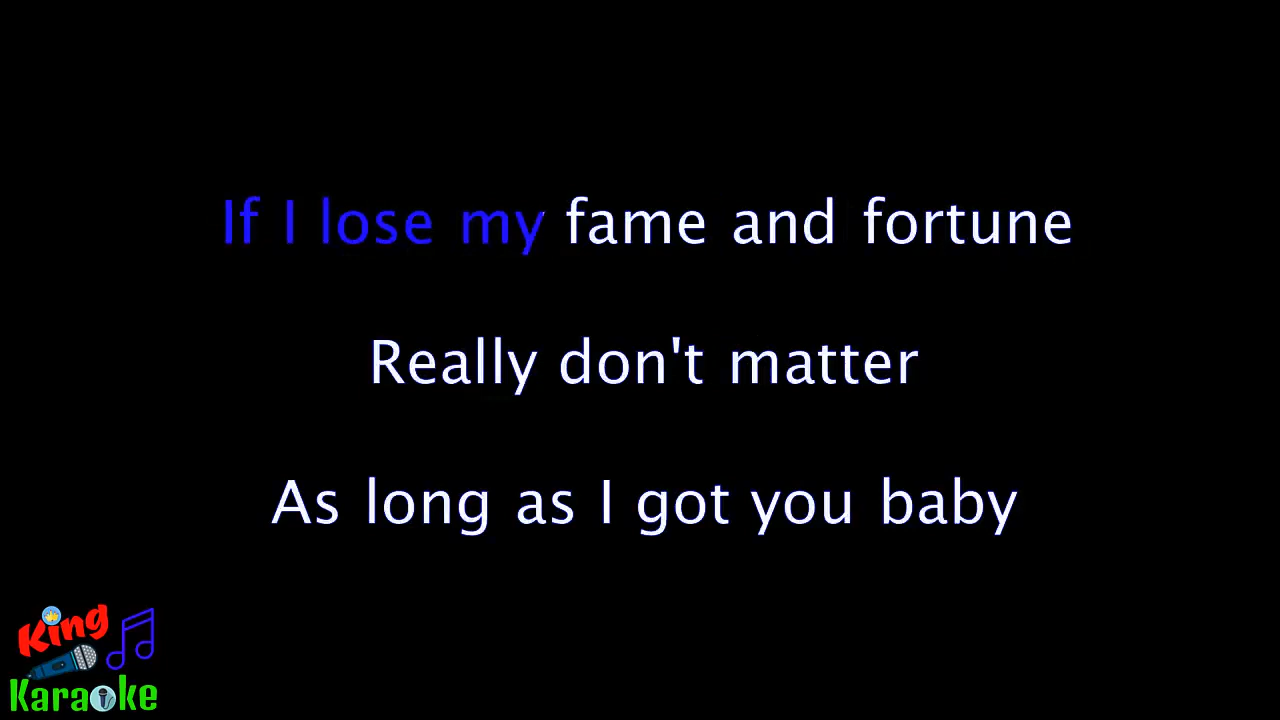 If I lose my fame and fortune
Really don't matter
As long as I got you baby
King
Karaoke